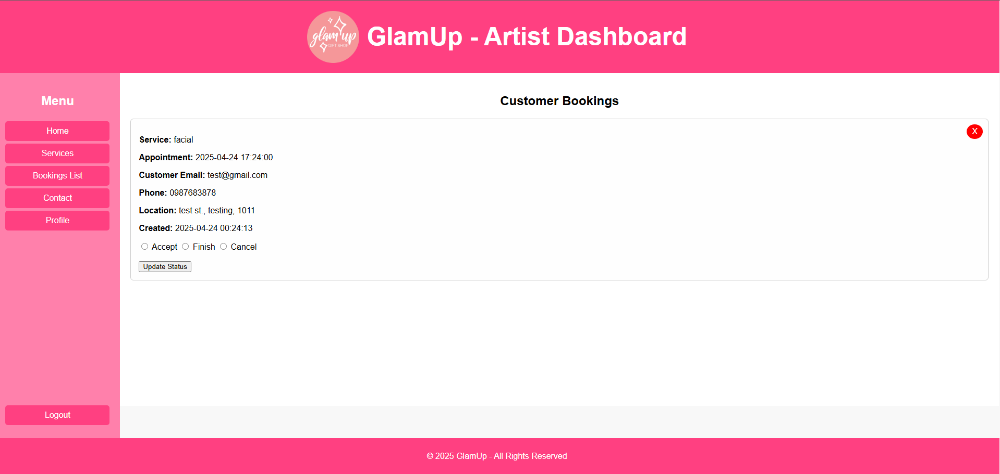 glam up
GIFT SHOP
GlamUp - Artist Dashboard
Menu
Home
Services
Bookings List
Contact
Profile
Logout
Customer Bookings
X
Service: facial
Appointment: 2025-04-24 17:24:00
Customer Email: test@gmail.com
Phone: 0987683878
Location: test st., testing, 1011
Created: 2025-04-24 00:24:13
Accept Finish Cancel
Update Status
© 2025 GlamUp - All Rights Reserved